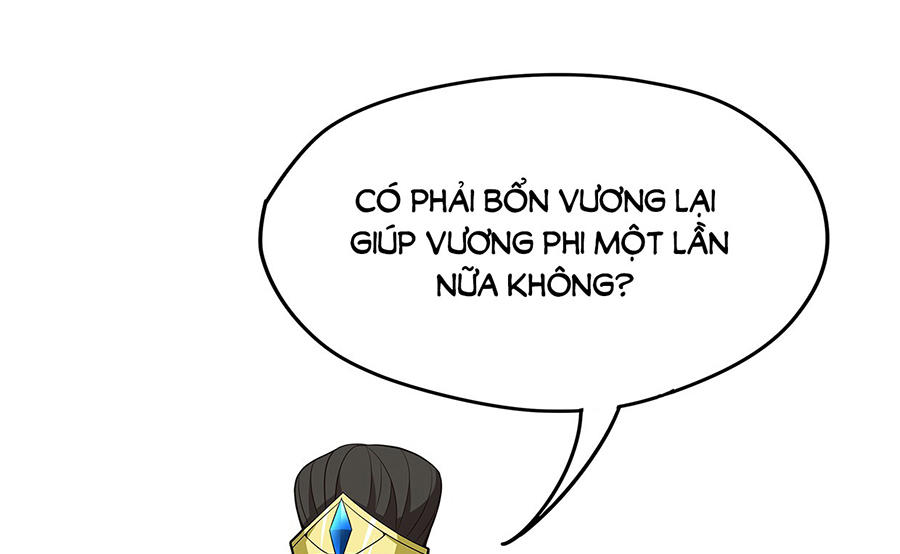 CÓ PHẢI BỔN VƯƠNG LẠI
GIÚP VƯƠNG PHI MỘT LẦN
NỮA KHÔNG?